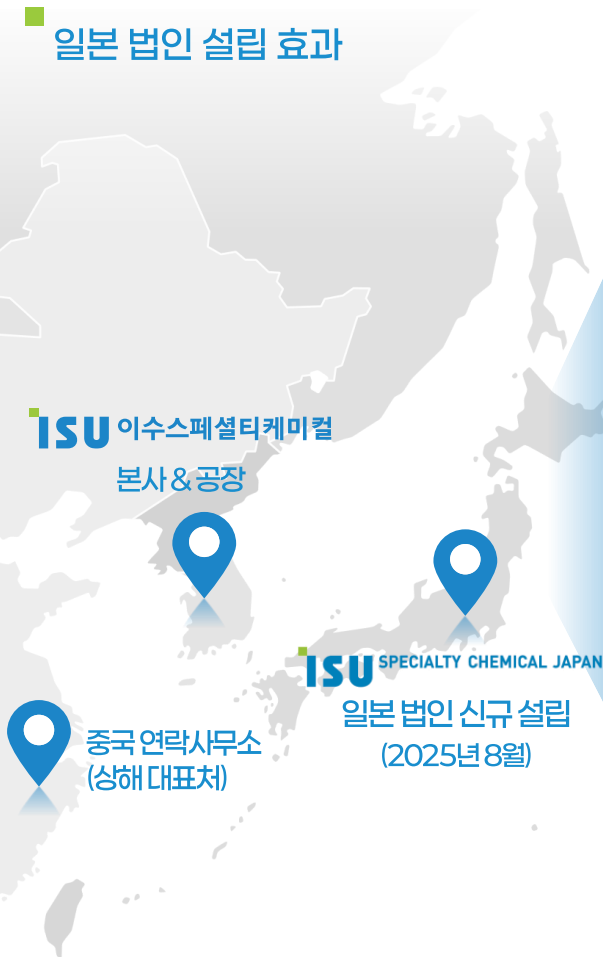 일본 법인 설립 효과
ISU 이수스페셜티케미컬
본사 & 공장
ISU SPECIALTY CHEMICAL JAPAN
일본 법인 신규 설립
(2025년 8월)
중국 연락사무소
(상해 대표처)